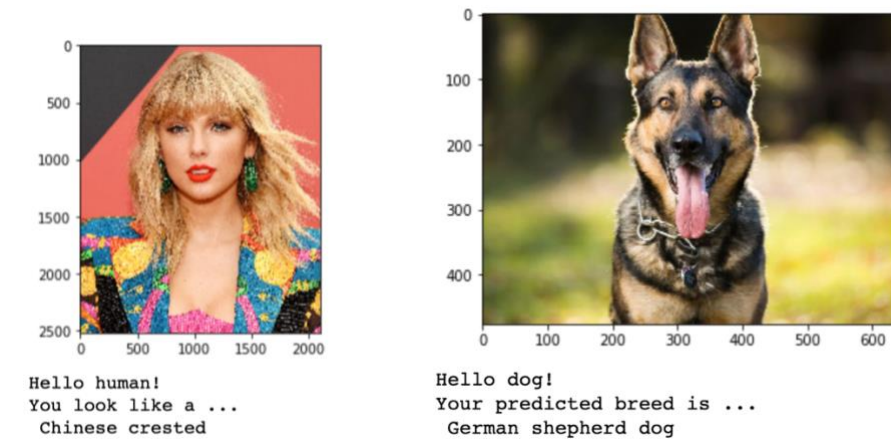 0
500
1000
1500
2000
2500
0 500 1000 1500 2000
Hello human!
You look like a ...
Chinese crested
0
100
200
300
400
0 100 200 300 400 500 600
Hello dog!
Your predicted breed is ...
German shepherd dog